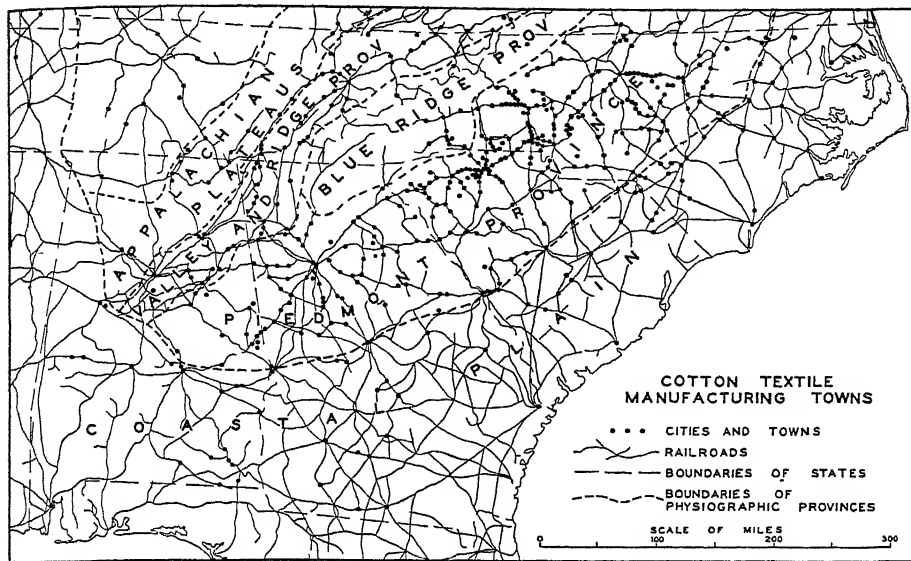 APPALACHIAN
PLATEAUS
VALLEY AND RIDGE PROV
BLUE RIDGE PROV
PIEDMONT PROVINCE
COASTAL PLAIN
COTTON TEXTILE
MANUFACTURING TOWNS
CITIES AND TOWNS
RAILROADS
BOUNDARIES OF STATES
BOUNDARIES OF
PHYSIOGRAPHIC PROVINCES
SCALE OF MILES
0 100 200 300